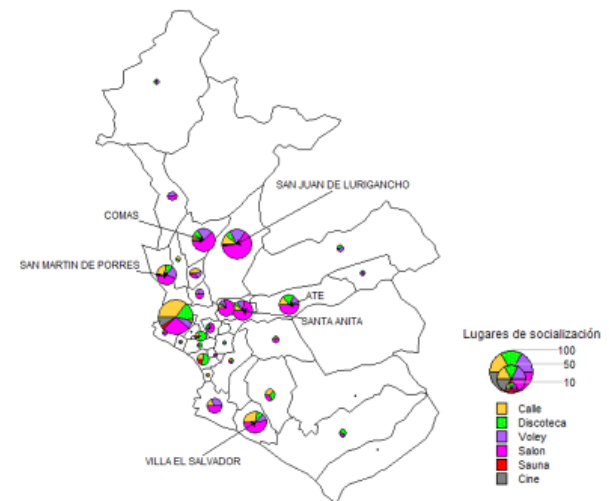 SAN JUAN DE LURIGANCHO
COMAS
SAN MARTIN DE PORRES
ATE
SANTA ANITA
VILLA EL SALVADOR
Lugares de socialización
100
50
10
Calle
Discoteca
Voley
Salon
Sauna
Cine